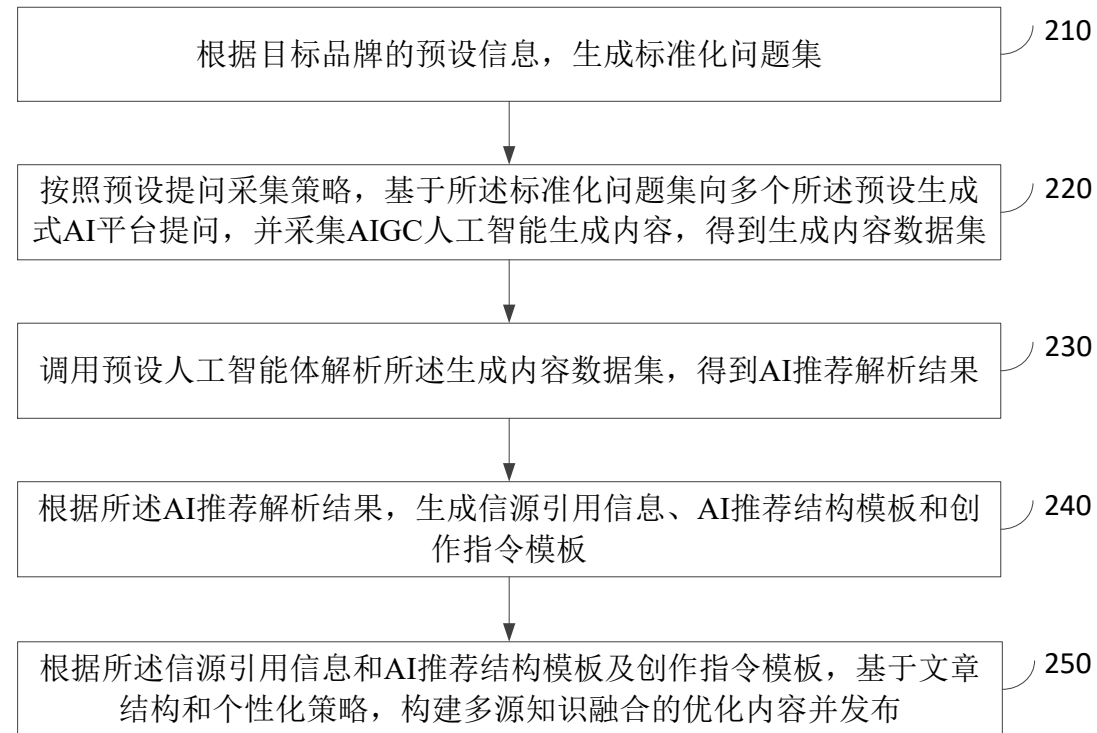 根据目标品牌的预设信息，生成标准化问题集
210
按照预设提问采集策略，基于所述标准化问题集向多个所述预设生成
式AI平台提问，并采集AIGC人工智能生成内容，得到生成内容数据集
220
调用预设人工智能体解析所述生成内容数据集，得到AI推荐解析结果
230
根据所述AI推荐解析结果，生成信源引用信息、AI推荐结构模板和创
作指令模板
240
根据所述信源引用信息和AI推荐结构模板及创作指令模板，基于文章
结构和个性化策略，构建多源知识融合的优化内容并发布
250